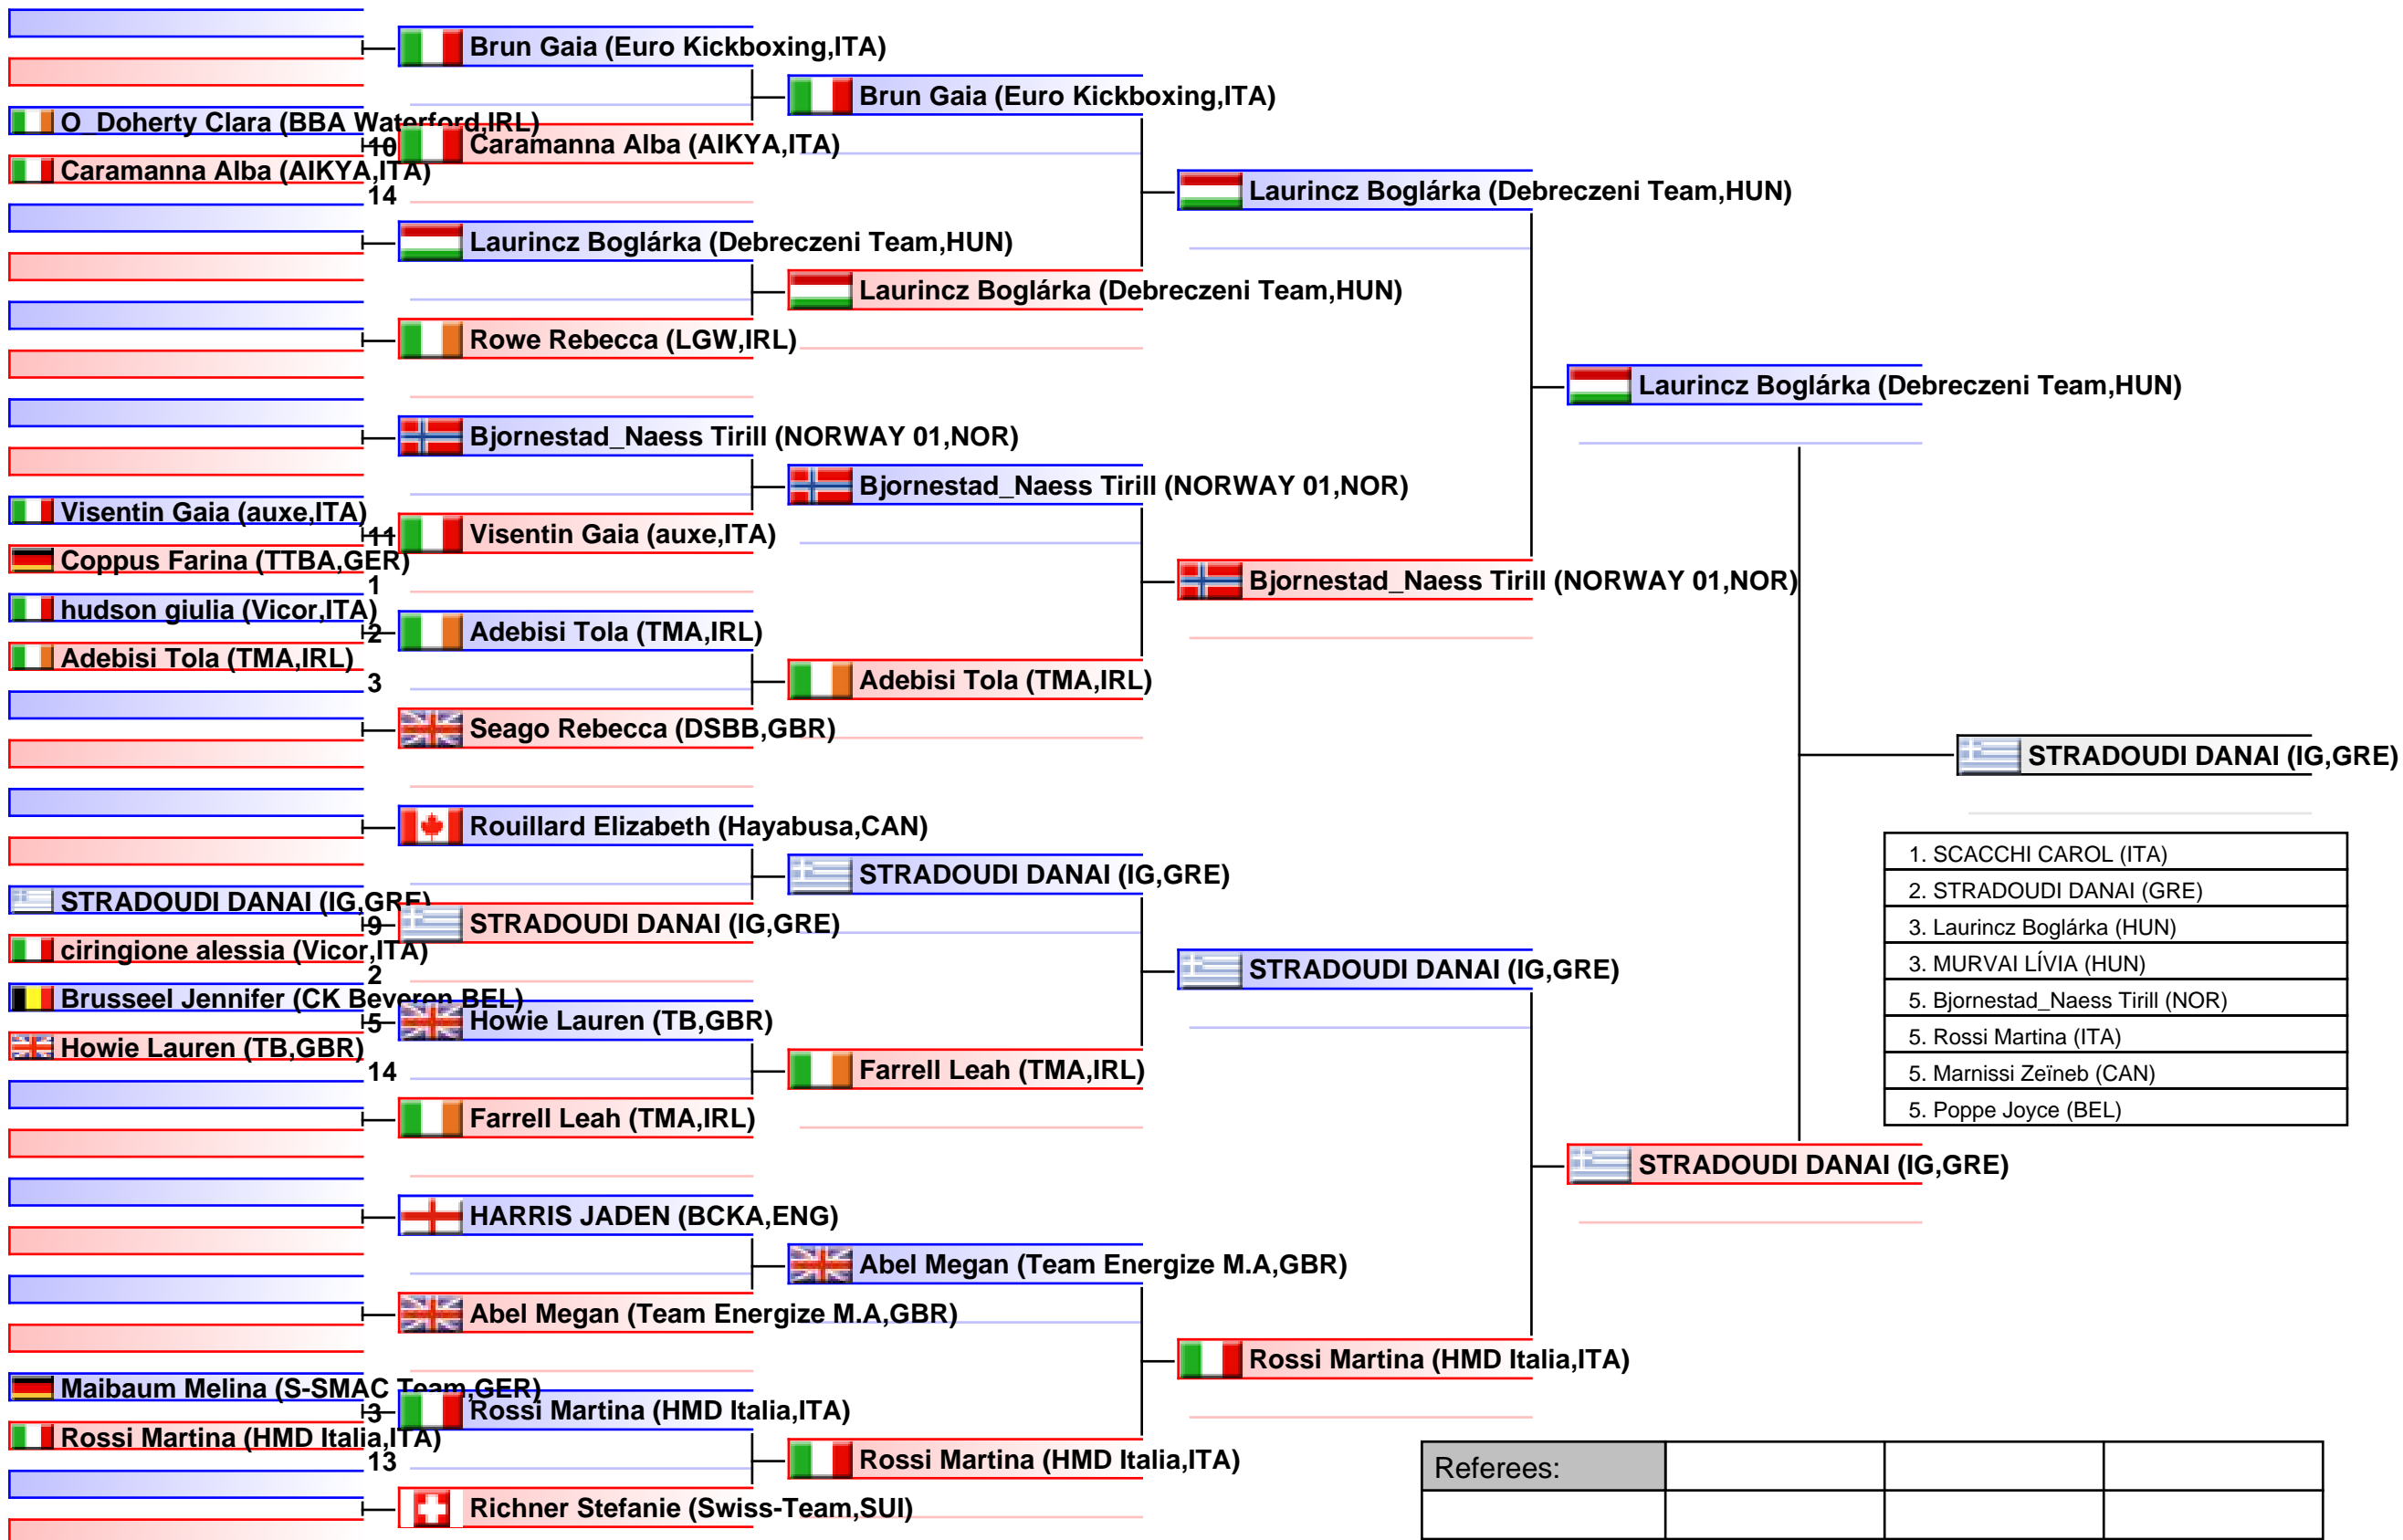 O_Doherty Clara (BBA Waterford,IRL)
10
Caramanna Alba (AIKYA,ITA)
14
Visentin Gaia (auxe,ITA)
11
Coppus Farina (TTBA,GER)
1
hudson giulia (Vicor,ITA)
2
Adebisi Tola (TMA,IRL)
3
STRADOUDI DANAI (IG,GRE)
9
ciringione alessia (Vicor,ITA)
2
Brusseel Jennifer (CK Beveren,BEL)
5
Howie Lauren (TB,GBR)
14
Maibaum Melina (S-SMAC Team,GER)
3
Rossi Martina (HMD Italia,ITA)
13
Brun Gaia (Euro Kickboxing,ITA)
Caramanna Alba (AIKYA,ITA)
Laurincz Boglárka (Debreczeni Team,HUN)
Rowe Rebecca (LGW,IRL)
Bjornestad_Naess Tirill (NORWAY 01,NOR)
Visentin Gaia (auxe,ITA)
Adebisi Tola (TMA,IRL)
Seago Rebecca (DSBB,GBR)
Rouillard Elizabeth (Hayabusa,CAN)
STRADOUDI DANAI (IG,GRE)
Howie Lauren (TB,GBR)
Farrell Leah (TMA,IRL)
HARRIS JADEN (BCKA,ENG)
Abel Megan (Team Energize M.A,GBR)
Rossi Martina (HMD Italia,ITA)
Richner Stefanie (Swiss-Team,SUI)
Brun Gaia (Euro Kickboxing,ITA)
Laurincz Boglárka (Debreczeni Team,HUN)
Bjornestad_Naess Tirill (NORWAY 01,NOR)
Adebisi Tola (TMA,IRL)
STRADOUDI DANAI (IG,GRE)
Farrell Leah (TMA,IRL)
Abel Megan (Team Energize M.A,GBR)
Rossi Martina (HMD Italia,ITA)
Laurincz Boglárka (Debreczeni Team,HUN)
Bjornestad_Naess Tirill (NORWAY 01,NOR)
STRADOUDI DANAI (IG,GRE)
Rossi Martina (HMD Italia,ITA)
Laurincz Boglárka (Debreczeni Team,HUN)
STRADOUDI DANAI (IG,GRE)
STRADOUDI DANAI (IG,GRE)
1. SCACCHI CAROL (ITA)
2. STRADOUDI DANAI (GRE)
3. Laurincz Boglárka (HUN)
3. MURVAI LÍVIA (HUN)
5. Bjornestad_Naess Tirill (NOR)
5. Rossi Martina (ITA)
5. Marnissi Zeïneb (CAN)
5. Poppe Joyce (BEL)
Referees: